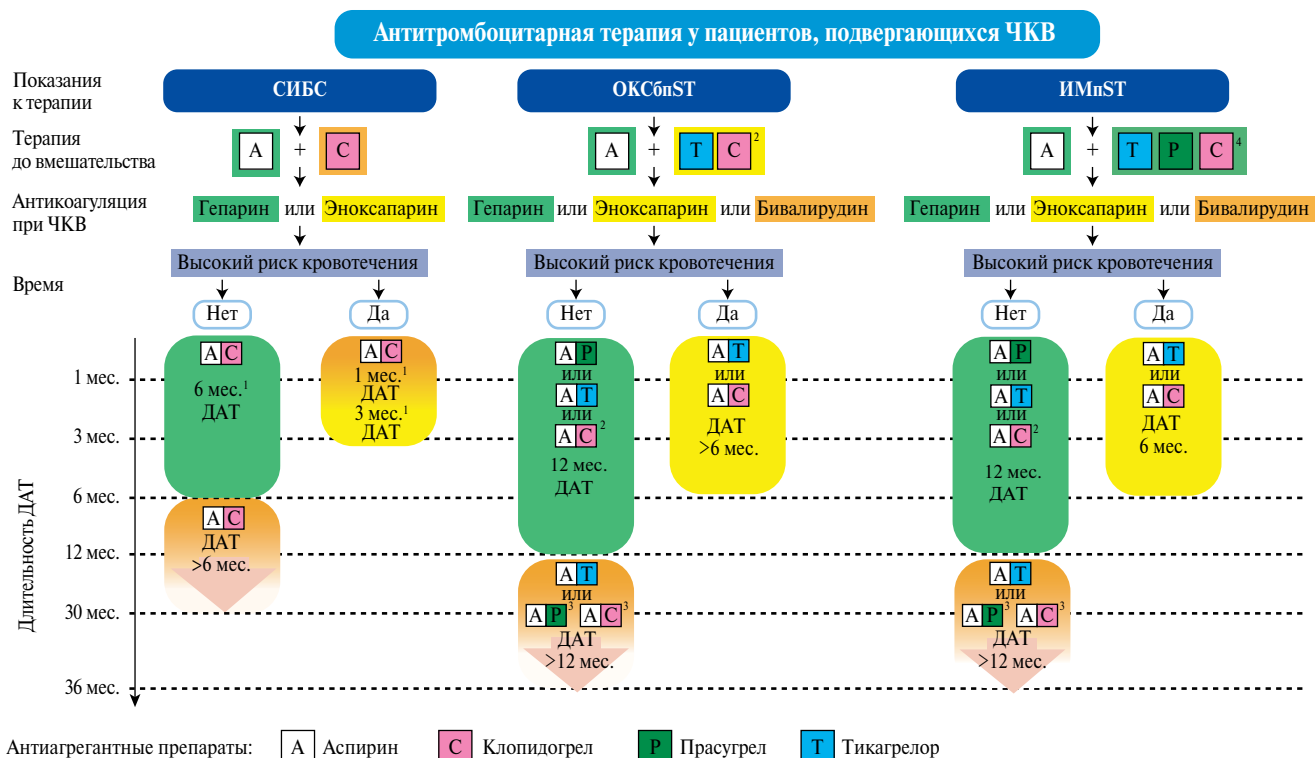 Антитромбоцитарная терапия у пациентов, подвергающихся ЧКВ
Показания
к терапии
СИБС
ОКСбпST
ИМпST
Терапия
до вмешательства
A + C
A + T C 2
A + T P C 4
Антикоагуляция
при ЧКВ
Гепарин или Эноксапарин
Гепарин или Эноксапарин или Бивалирудин
Гепарин или Эноксапарин или Бивалирудин
Высокий риск кровотечения
Высокий риск кровотечения
Высокий риск кровотечения
Время
Нет
Да
Нет
Да
Нет
Да
Длительность ДАТ
1 мес.
3 мес.
6 мес.
12 мес.
30 мес.
36 мес.
A C
6 мес.1
ДАТ
A C
ДАТ
>6 мес.
A C
1 мес.1
ДАТ
3 мес.1
ДАТ
A P
или
A T
или
A C 2
12 мес.
ДАТ
A T
или
A P 3 A C 3
ДАТ
>12 мес.
A T
или
A C
ДАТ
>6 мес.
A P
или
A T
или
A C 2
12 мес.
ДАТ
A T
или
A P 3 A C 3
ДАТ
>12 мес.
A T
или
A C
ДАТ
6 мес.
Антиагрегантные препараты: A Аспирин C Клопидогрел P Прасугрел T Тикагрелор